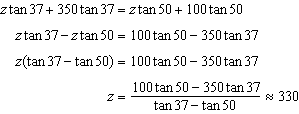 z tan 37 + 350 tan 37 = z tan 50 + 100 tan 50
z tan 37 − z tan 50 = 100 tan 50 − 350 tan 37
z(tan 37 − tan 50) = 100 tan 50 − 350 tan 37
z = (100 tan 50 − 350 tan 37) / (tan 37 − tan 50) ≈ 330